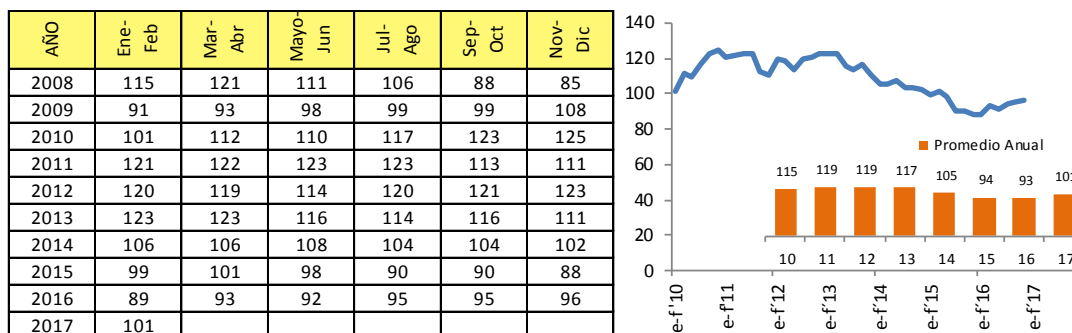 AÑO Ene-Feb Mar-Abr Mayo-Jun Jul-Ago Sep-Oct Nov-Dic
2008 115 121 111 106 88 85
2009 91 93 98 99 99 108
2010 101 112 110 117 123 125
2011 121 122 123 123 113 111
2012 120 119 114 120 121 123
2013 123 123 116 114 116 111
2014 106 106 108 104 104 102
2015 99 101 98 90 90 88
2016 89 93 92 95 95 96
2017 101
140
120
100
80
60
40
20
0
Promedio Anual
115 119 119 117 105 94 93 101
10 11 12 13 14 15 16 17
e-f '10 e-f'11 e-f'12 e-f'13 e-f'14 e-f'15 e-f'16 e-f'17